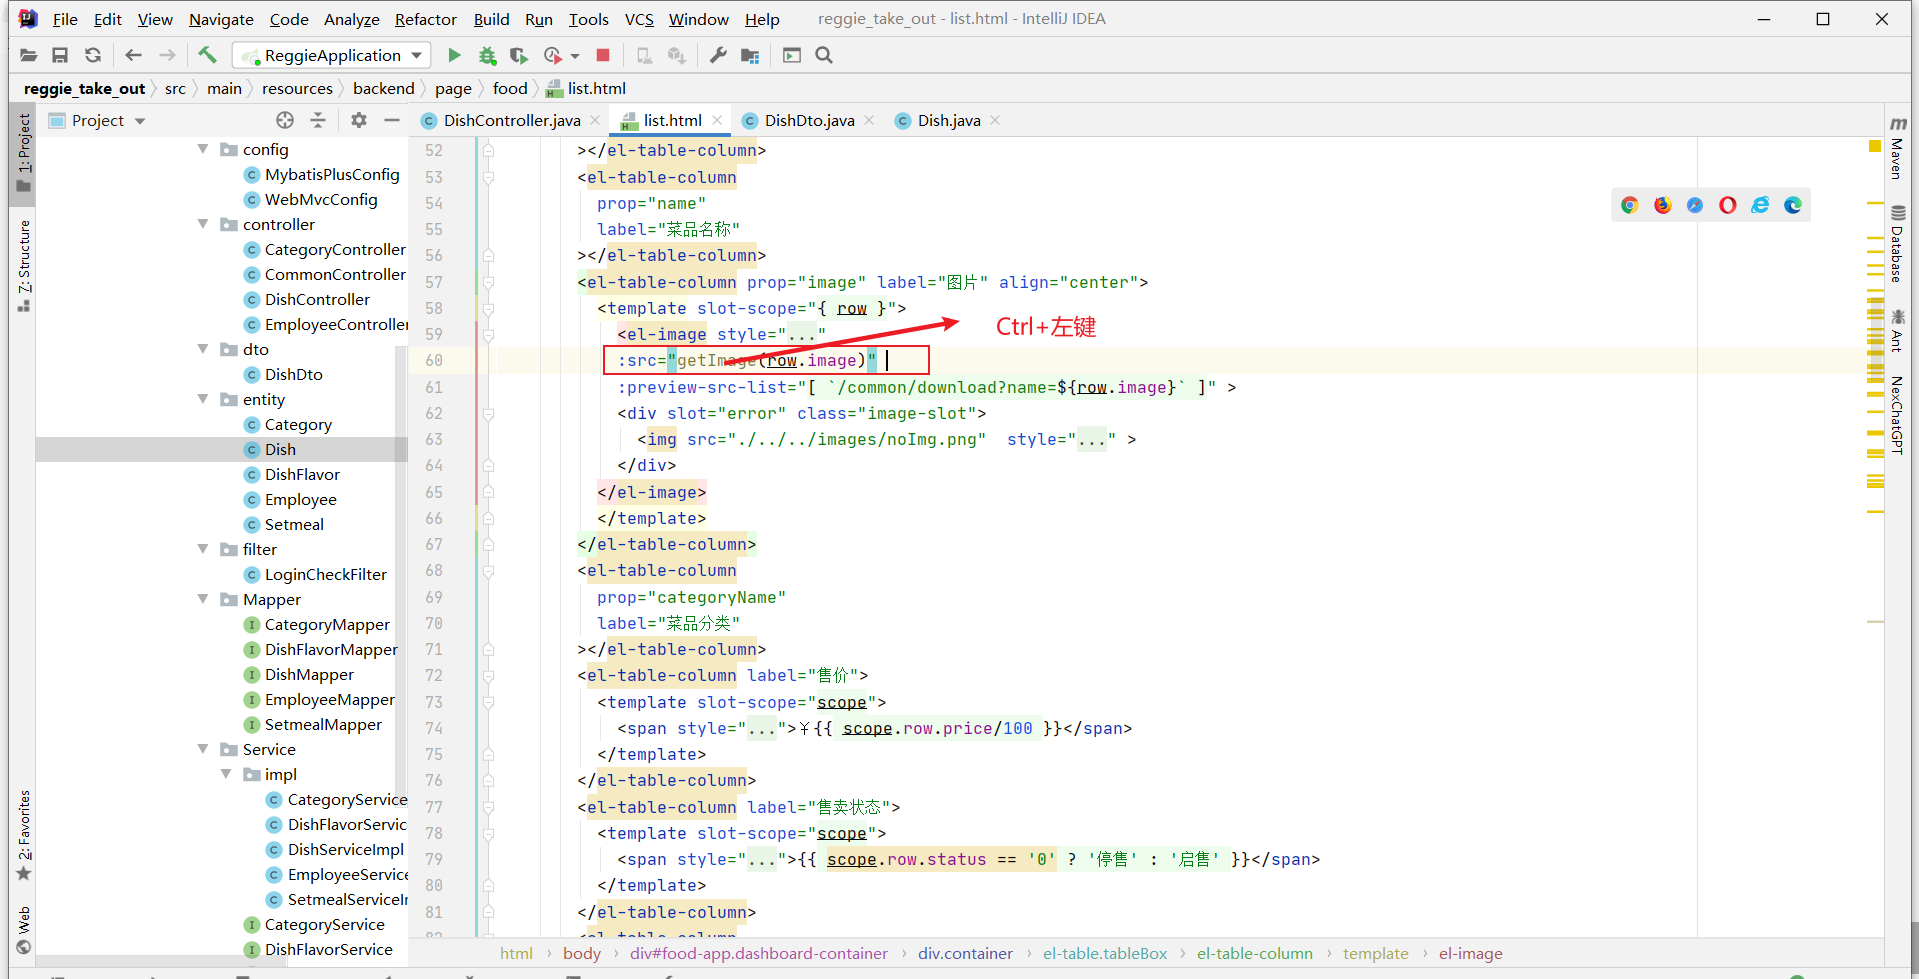 File Edit View Navigate Code Analyze Refactor Build Run Tools VCS Window Help reggie_take_out - list.html - IntelliJ IDEA
ReggieApplication
reggie_take_out src main resources backend page food list.html
Project
DishController.java list.html DishDto.java Dish.java
1: Project
7: Structure
2: Favorites
Web
config
MybatisPlusConfig
WebMvcConfig
controller
CategoryController
CommonController
DishController
EmployeeController
dto
DishDto
entity
Category
Dish
DishFlavor
Employee
Setmeal
filter
LoginCheckFilter
Mapper
CategoryMapper
DishFlavorMapper
DishMapper
EmployeeMapper
SetmealMapper
Service
impl
CategoryService
DishFlavorServic
DishServiceImpl
EmployeeService
SetmealServiceI
CategoryService
DishFlavorService
52 ></el-table-column>
53 <el-table-column
54 prop="name"
55 label="菜品名称"
56 ></el-table-column>
57 <el-table-column prop="image" label="图片" align="center">
58 <template slot-scope="{ row }">
59 <el-image style="..."
Ctrl+左键
60 :src="getImage(row.image)"
61 :preview-src-list="[ `/common/download?name=${row.image}` ]" >
62 <div slot="error" class="image-slot">
63 <img src="./../../images/noImg.png" style="..." >
64 </div>
65 </el-image>
66 </template>
67 </el-table-column>
68 <el-table-column
69 prop="categoryName"
70 label="菜品分类"
71 ></el-table-column>
72 <el-table-column label="售价">
73 <template slot-scope="scope">
74 <span style="...">¥{{ scope.row.price/100 }}</span>
75 </template>
76 </el-table-column>
77 <el-table-column label="售卖状态">
78 <template slot-scope="scope">
79 <span style="...">{{ scope.row.status == '0' ? '停售' : '启售' }}</span>
80 </template>
81 </el-table-column>
html body div#food-app.dashboard-container div.container el-table.tableBox el-table-column template el-image
Maven
Database
Ant
NexChatGPT